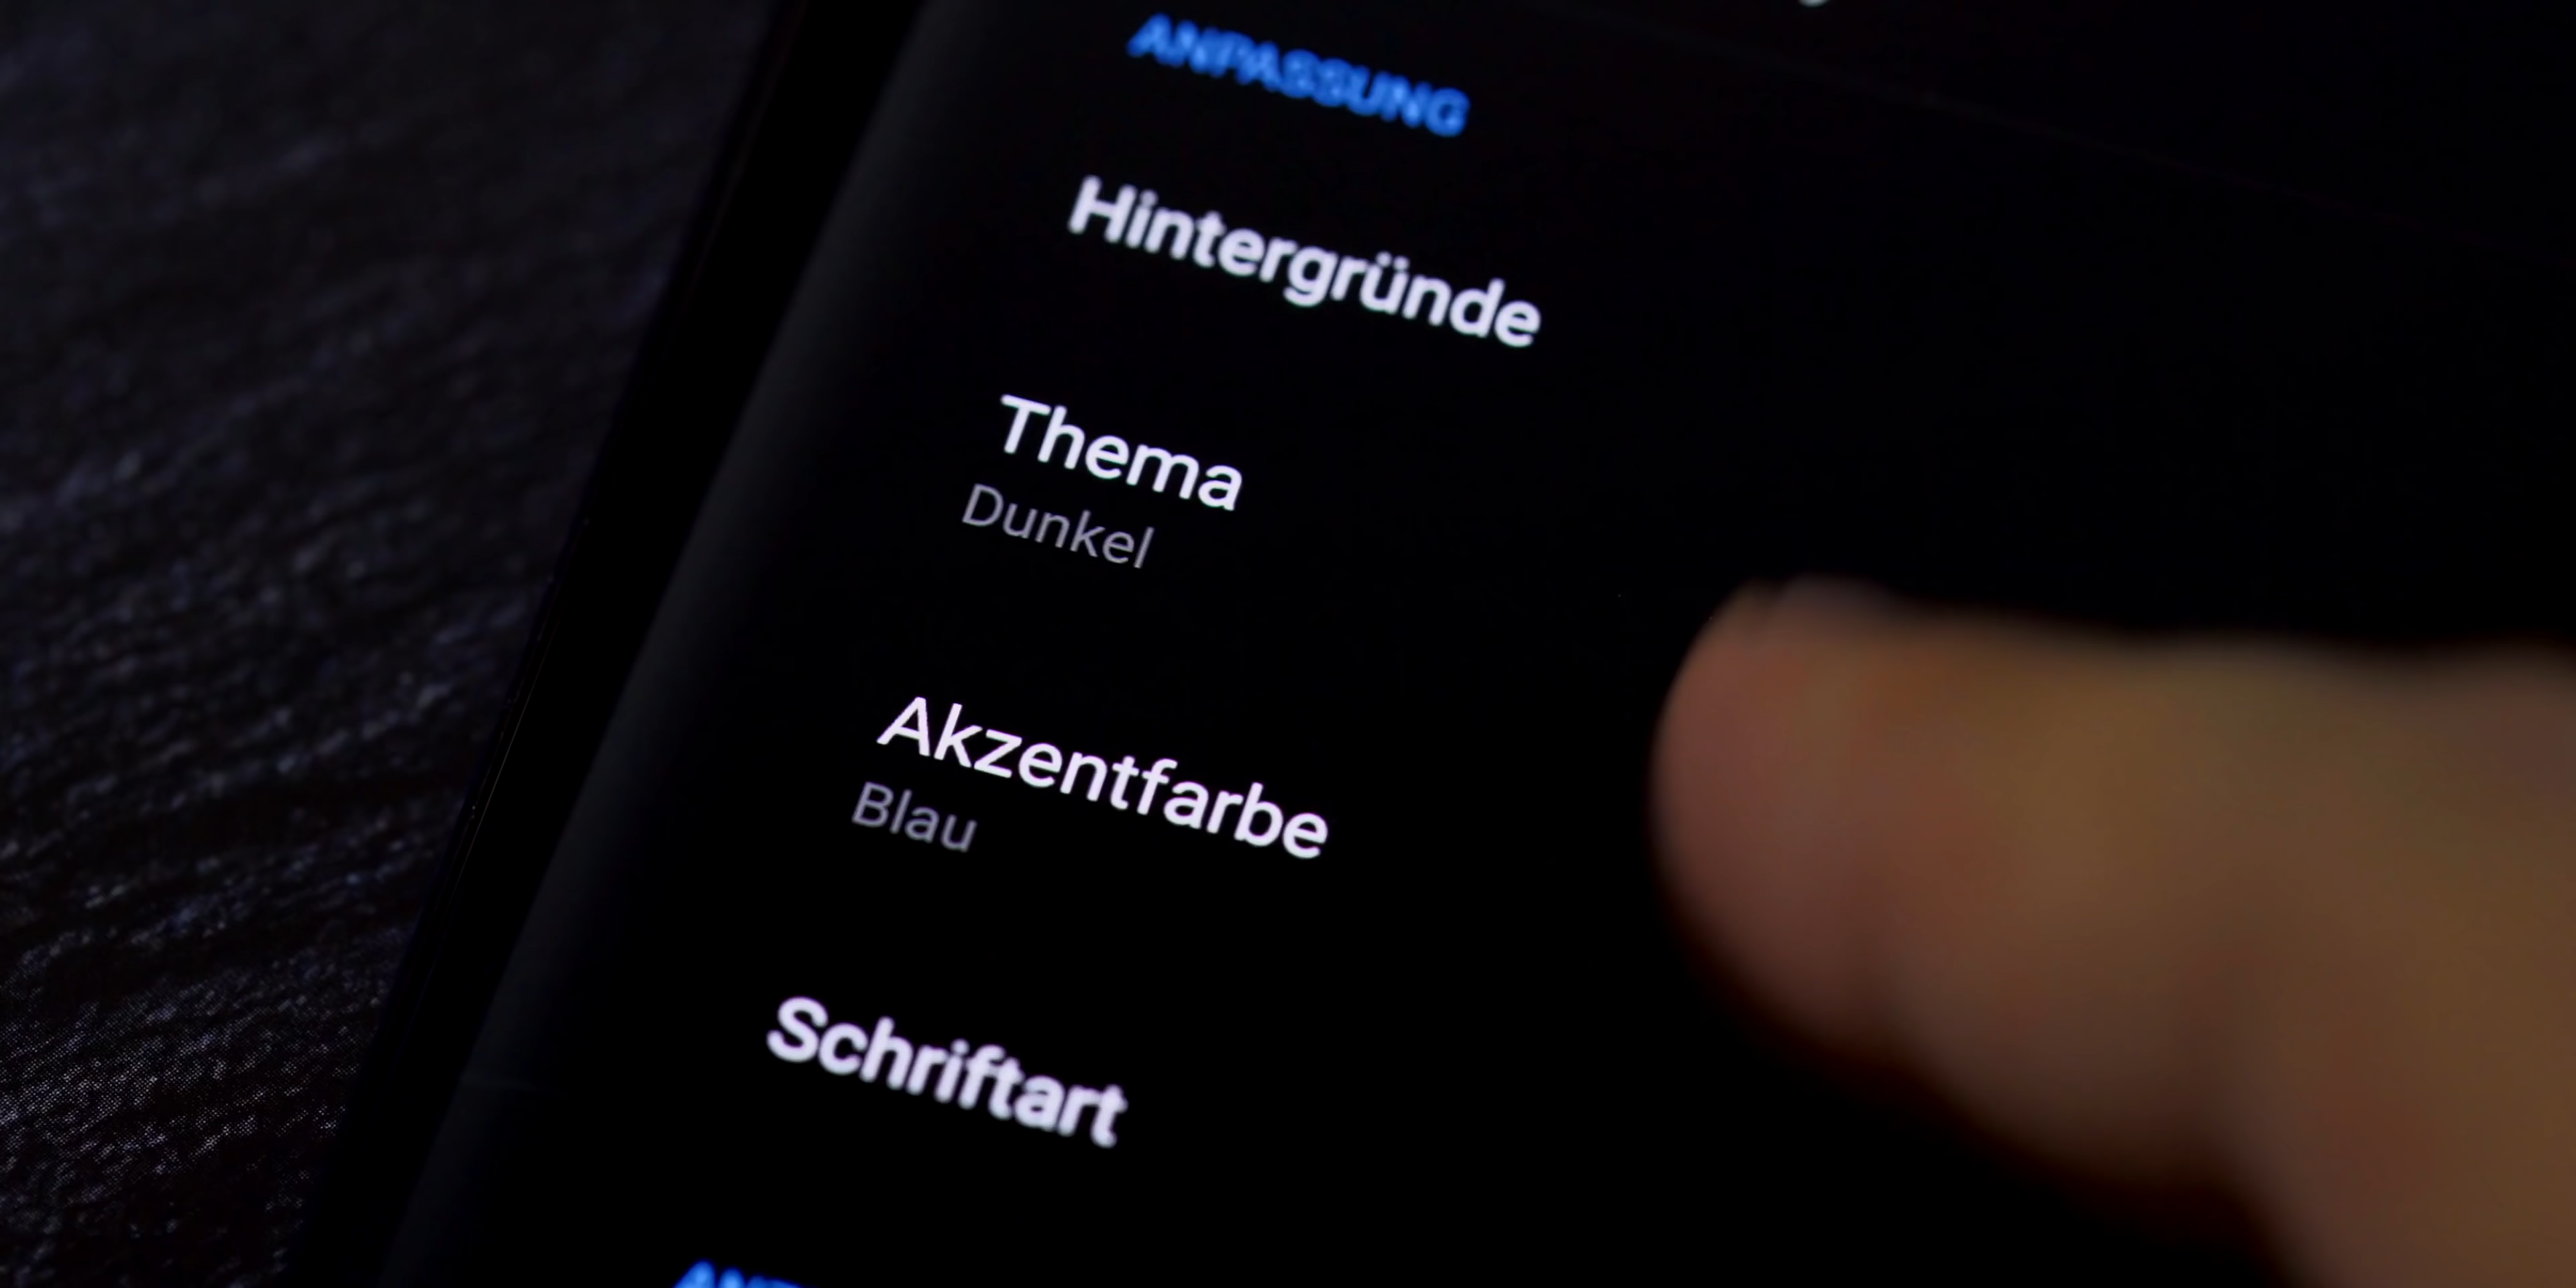 ANPASSUNG
Hintergründe
Thema
Dunkel
Akzentfarbe
Blau
Schriftart